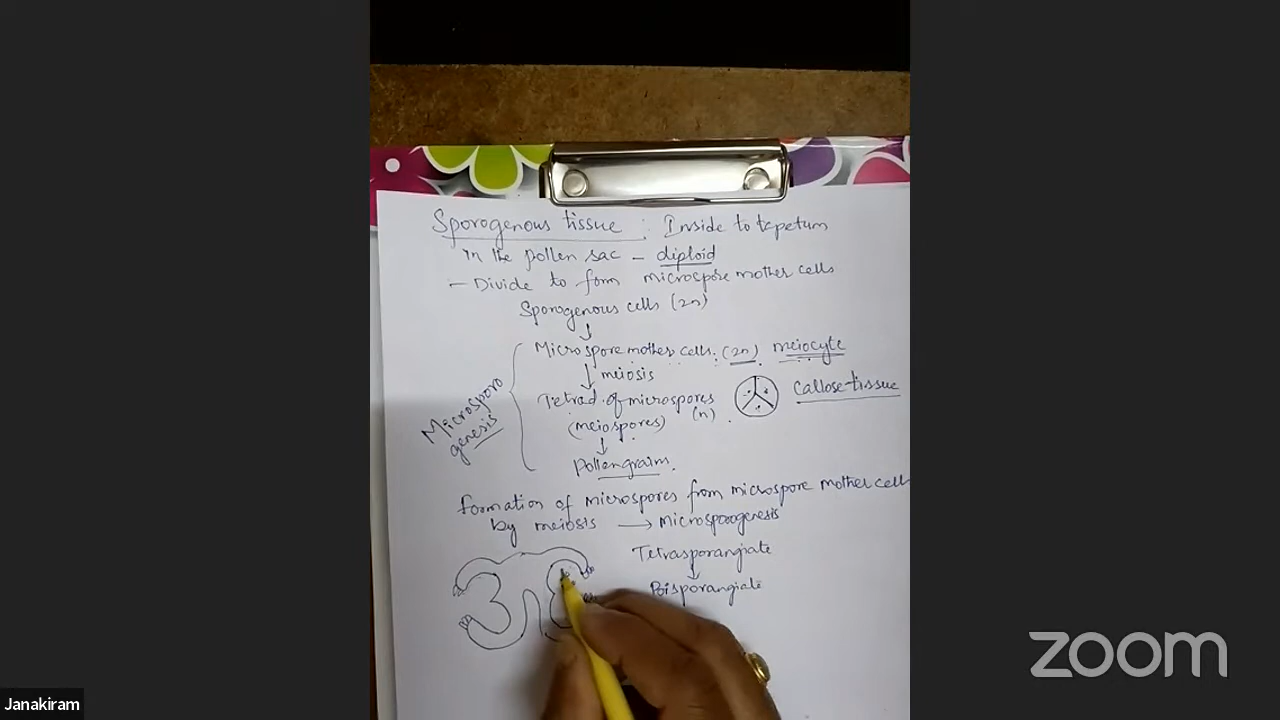 Sporogenous tissue : Inside to tapetum
in the pollen sac - diploid
- Divide to form microspore mother cells
Sporogenous cells (2n)
↓
Microspore mother cells. (2n) meiocyte
↓ meiosis
Tetrad of microspores callose tissue
(meiospores) (n)
↓
Pollengrains.
Microsporo
genesis
Formation of microspores from microspore mother cell
by meiosis → Microsporogenesis
Tetrasporangiate
↓
Bisporangiate
zoom
Janakiram